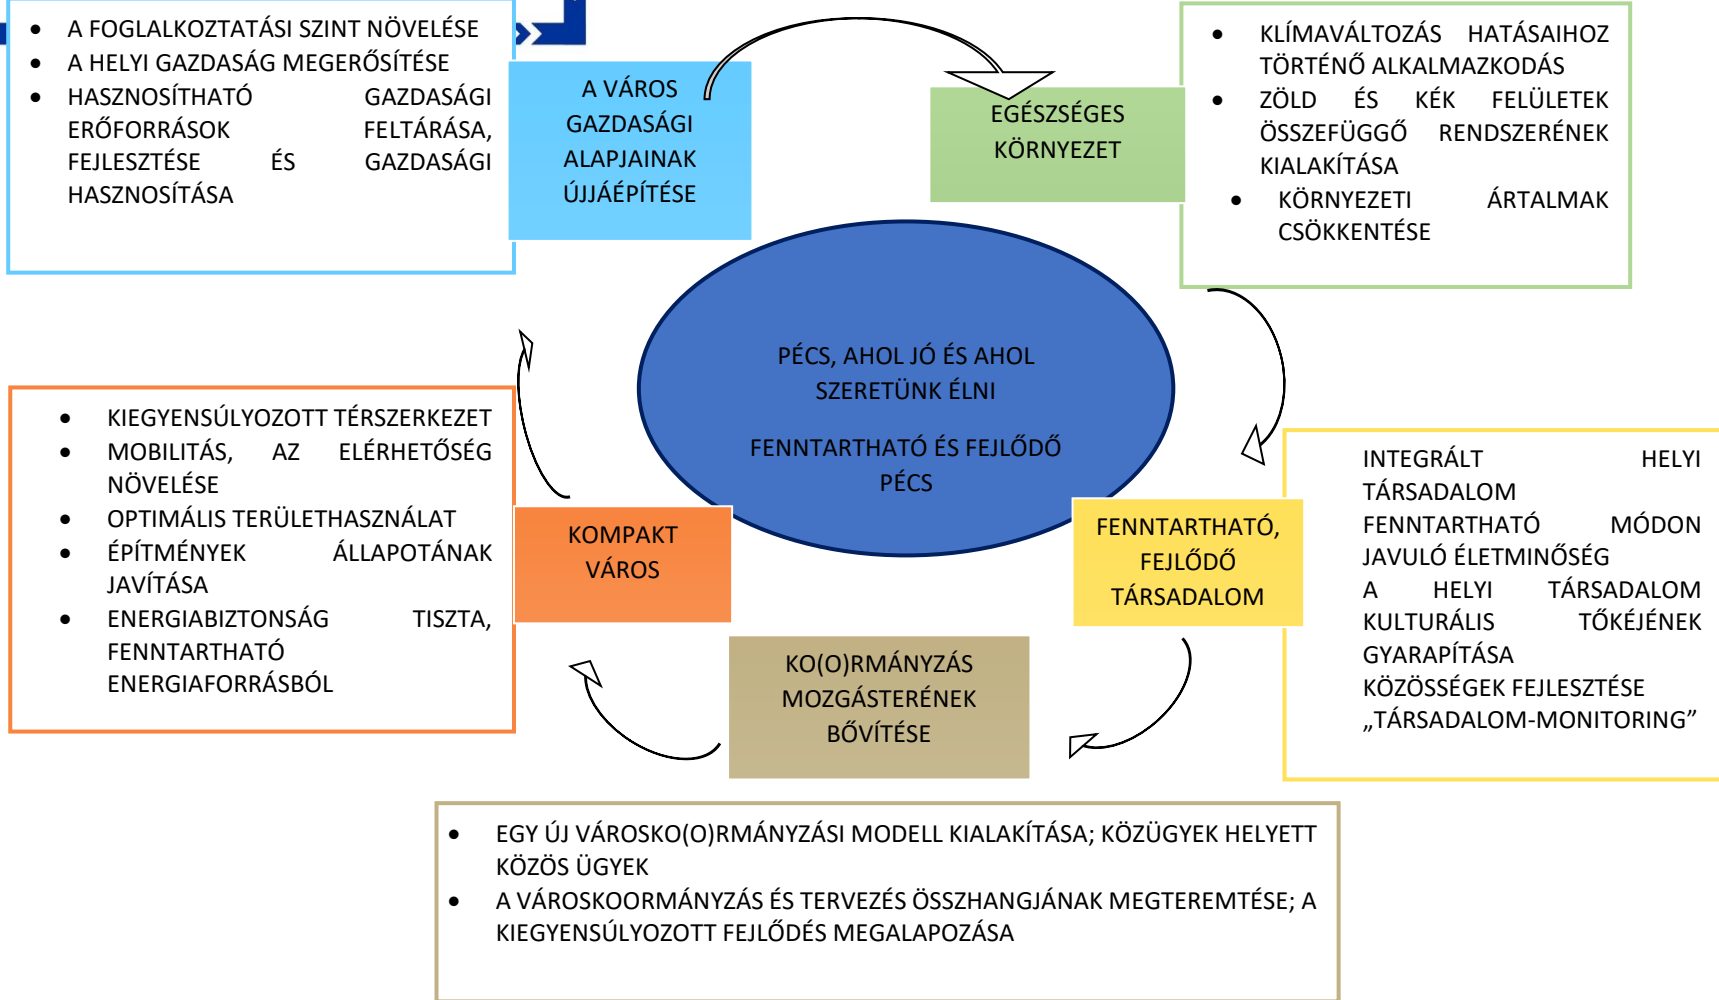 A FOGLALKOZTATÁSI SZINT NÖVELÉSE
A HELYI GAZDASÁG MEGERŐSÍTÉSE
HASZNOSÍTHATÓ GAZDASÁGI
ERŐFORRÁSOK FELTÁRÁSA,
FEJLESZTÉSE ÉS GAZDASÁGI
HASZNOSÍTÁSA
A VÁROS
GAZDASÁGI
ALAPJAINAK
ÚJJÁÉPÍTÉSE
EGÉSZSÉGES
KÖRNYEZET
KLÍMAVÁLTOZÁS HATÁSAIHOZ
TÖRTÉNŐ ALKALMAZKODÁS
ZÖLD ÉS KÉK FELÜLETEK
ÖSSZEFÜGGŐ RENDSZERÉNEK
KIALAKÍTÁSA
KÖRNYEZETI ÁRTALMAK
CSÖKKENTÉSE
PÉCS, AHOL JÓ ÉS AHOL
SZERETÜNK ÉLNI
FENNTARTHATÓ ÉS FEJLŐDŐ
PÉCS
KIEGYENSÚLYOZOTT TÉRSZERKEZET
MOBILITÁS, AZ ELÉRHETŐSÉG
NÖVELÉSE
OPTIMÁLIS TERÜLETHASZNÁLAT
ÉPÍTMÉNYEK ÁLLAPOTÁNAK
JAVÍTÁSA
ENERGIABIZTONSÁG TISZTA,
FENNTARTHATÓ
ENERGIAFORRÁSBÓL
KOMPAKT
VÁROS
FENNTARTHATÓ,
FEJLŐDŐ
TÁRSADALOM
INTEGRÁLT HELYI
TÁRSADALOM
FENNTARTHATÓ MÓDON
JAVULÓ ÉLETMINŐSÉG
A HELYI TÁRSADALOM
KULTURÁLIS TŐKÉJÉNEK
GYARAPÍTÁSA
KÖZÖSSÉGEK FEJLESZTÉSE
„TÁRSADALOM-MONITORING”
KO(O)RMÁNYZÁS
MOZGÁSTERÉNEK
BŐVÍTÉSE
EGY ÚJ VÁROSKO(O)RMÁNYZÁSI MODELL KIALAKÍTÁSA; KÖZÜGYEK HELYETT
KÖZÖS ÜGYEK
A VÁROSKOORMÁNYZÁS ÉS TERVEZÉS ÖSSZHANGJÁNAK MEGTEREMTÉSE; A
KIEGYENSÚLYOZOTT FEJLŐDÉS MEGALAPOZÁSA